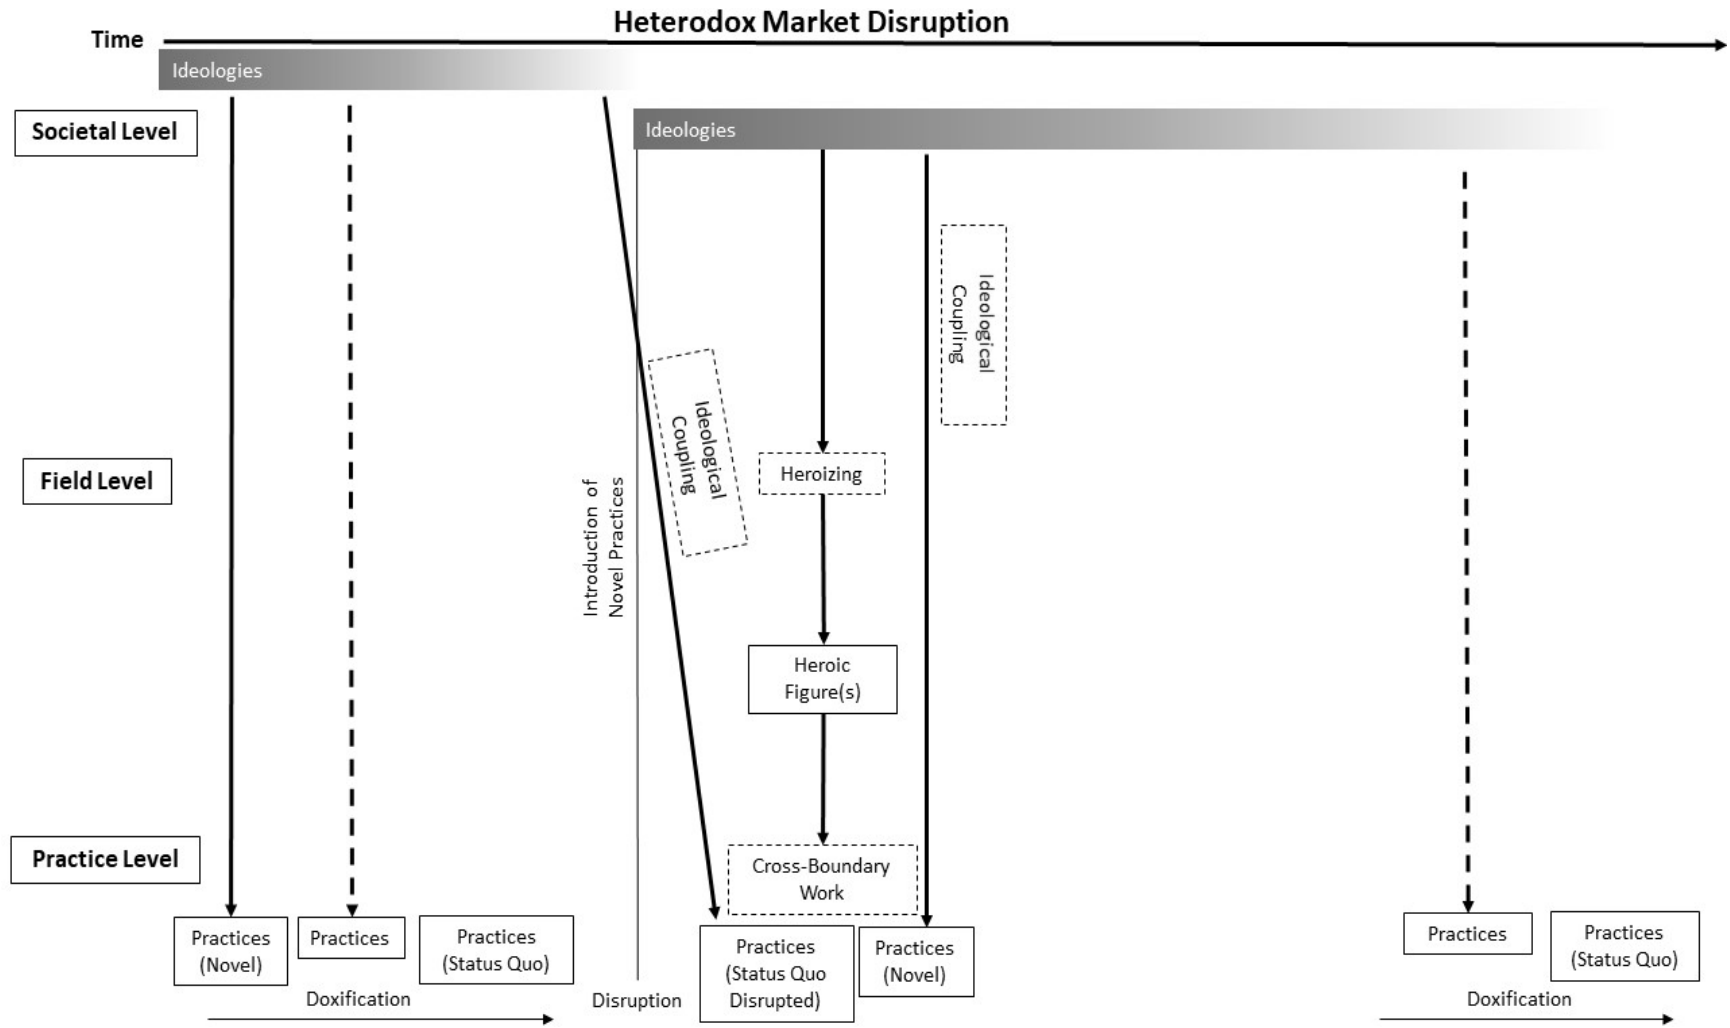 Heterodox Market Disruption
Time
Ideologies
Societal Level
Ideologies
Ideological
Coupling
Ideological
Coupling
Field Level
Heroizing
Introduction of
Novel Practices
Heroic
Figure(s)
Practice Level
Cross-Boundary
Work
Practices
(Novel)
Practices
Practices
(Status Quo)
Practices
(Status Quo
Disrupted)
Practices
(Novel)
Practices
Practices
(Status Quo)
Doxification
Disruption
Doxification